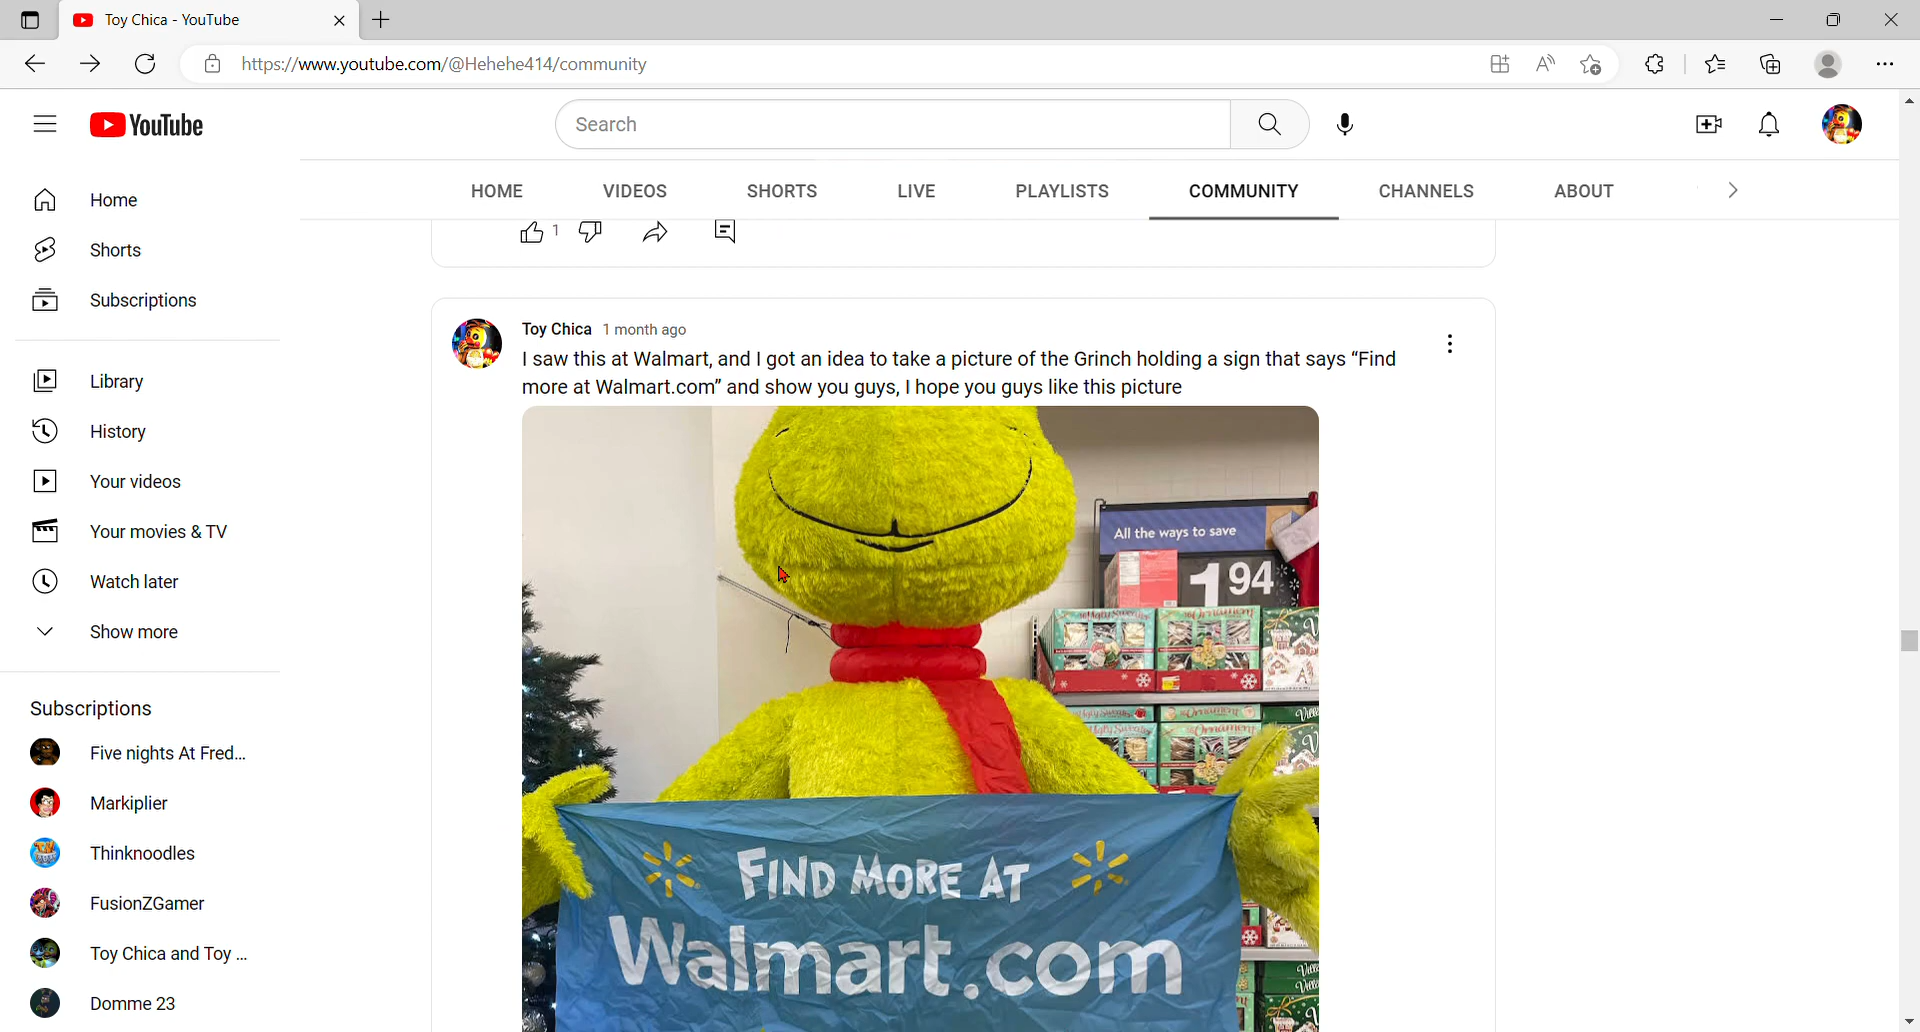 Toy Chica - YouTube
https://www.youtube.com/@Hehehe414/community
YouTube
Search
HOME VIDEOS SHORTS LIVE PLAYLISTS COMMUNITY CHANNELS ABOUT
Home
Shorts
Subscriptions
Library
History
Your videos
Your movies & TV
Watch later
Show more
Subscriptions
Five nights At Fred...
Markiplier
Thinknoodles
FusionZGamer
Toy Chica and Toy ...
Domme 23
1
Toy Chica 1 month ago
I saw this at Walmart, and I got an idea to take a picture of the Grinch holding a sign that says “Find
more at Walmart.com” and show you guys, I hope you guys like this picture
All the ways to save
194
Ornament
FIND MORE AT
Walmart.com